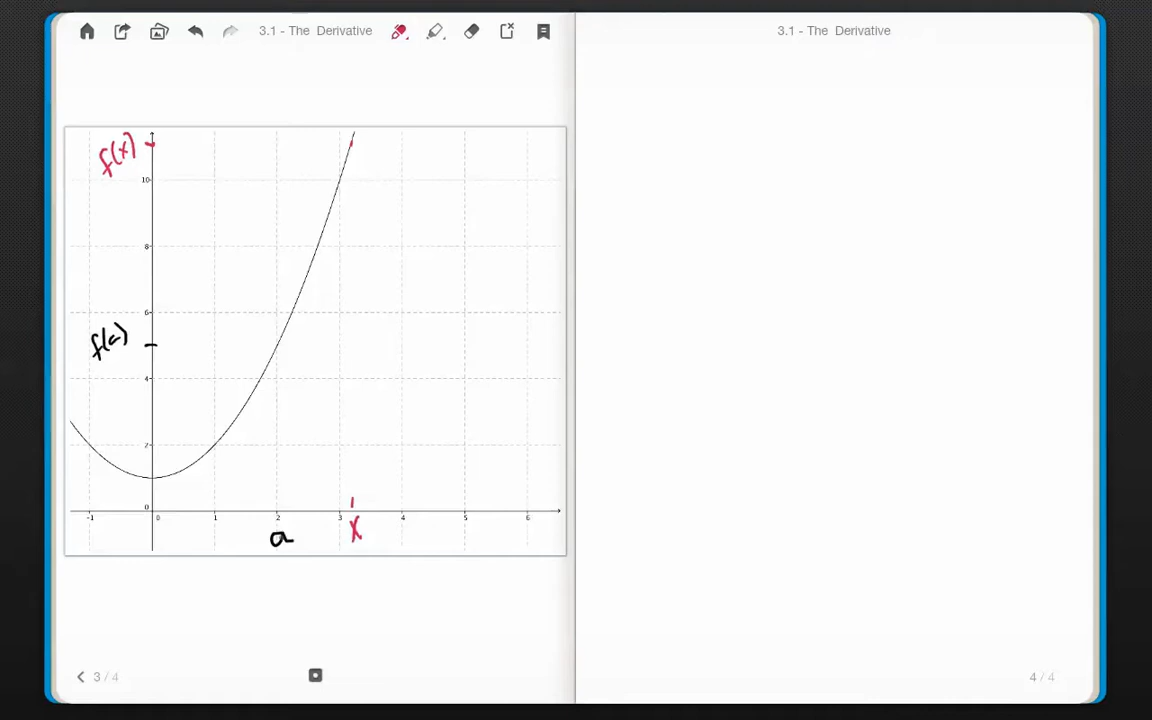 3.1 - The Derivative
3.1 - The Derivative
f(x)
10
8
6
f(a)
4
2
0
-1 0 1 2 3 4 5 6
a x
3 / 4
4 / 4